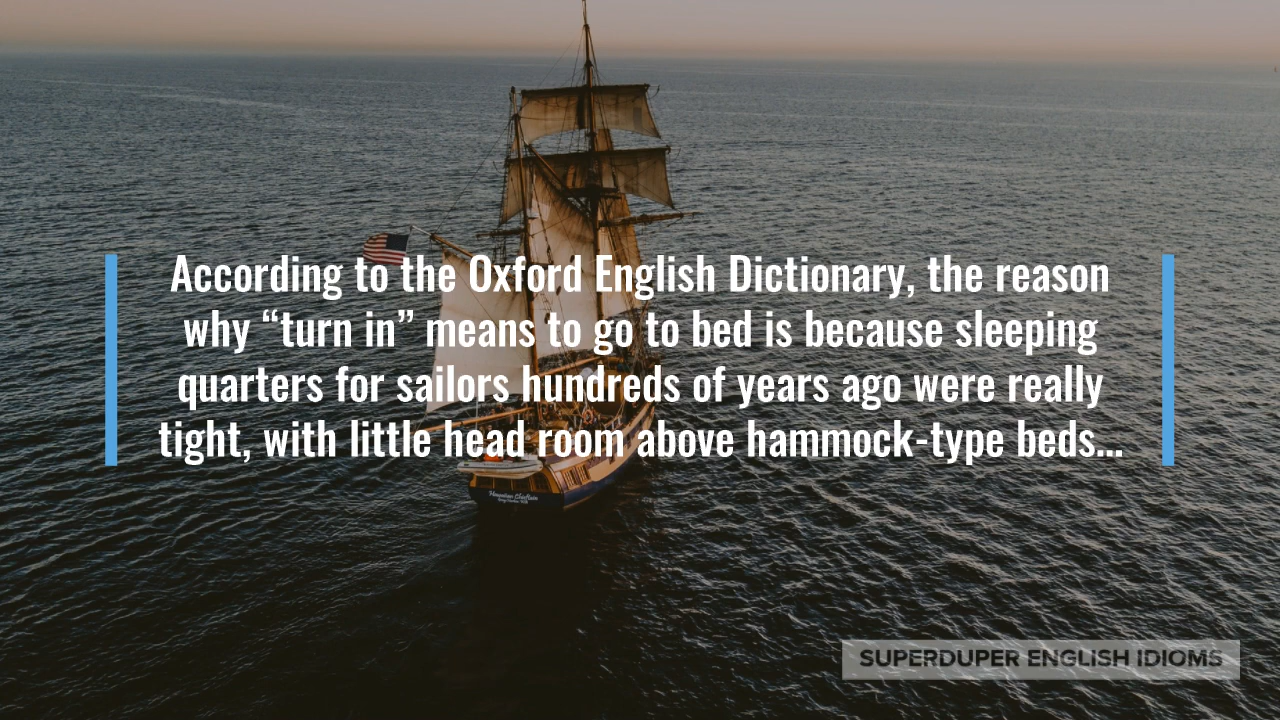 According to the Oxford English Dictionary, the reason
why “turn in” means to go to bed is because sleeping
quarters for sailors hundreds of years ago were really
tight, with little head room above hammock-type beds...
Hawaiian Chieftain
SUPERDUPER ENGLISH IDIOMS